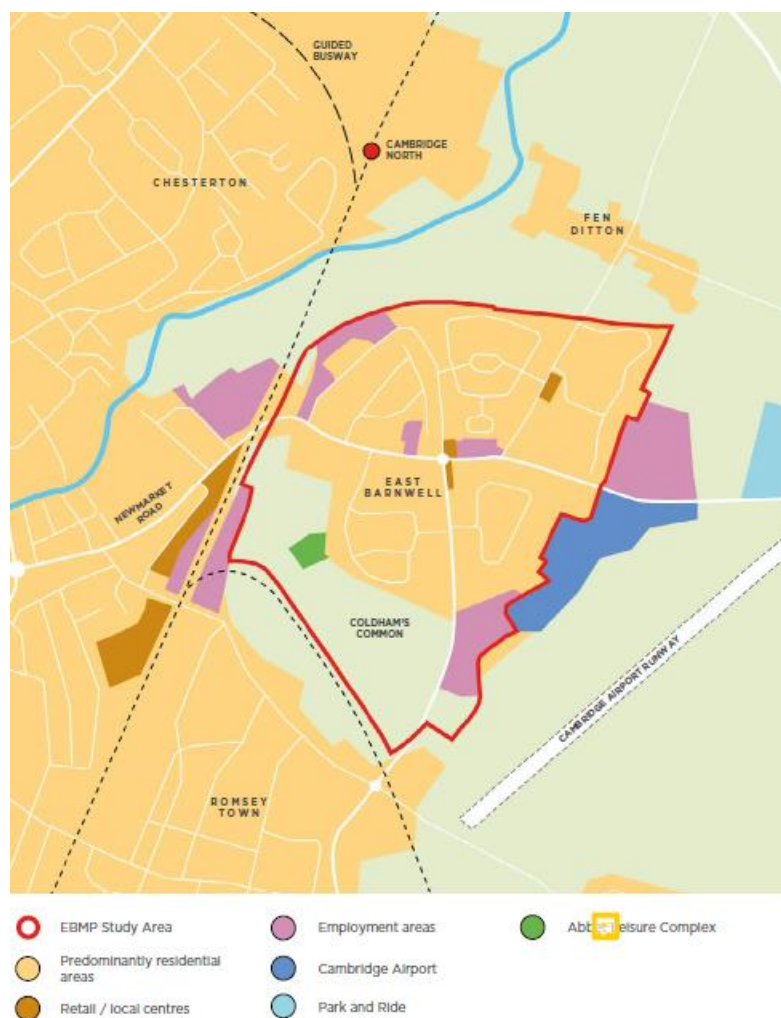 GUIDED
BUSWAY
CAMBRIDGE
NORTH
CHESTERTON
FEN
DITTON
NEWMARKET
ROAD
EAST
BARNWELL
COLDHAM'S
COMMON
CAMBRIDGE AIRPORT RUNWAY
ROMSEY
TOWN
EBMP Study Area
Predominantly residential
areas
Retail / local centres
Employment areas
Cambridge Airport
Park and Ride
Complex